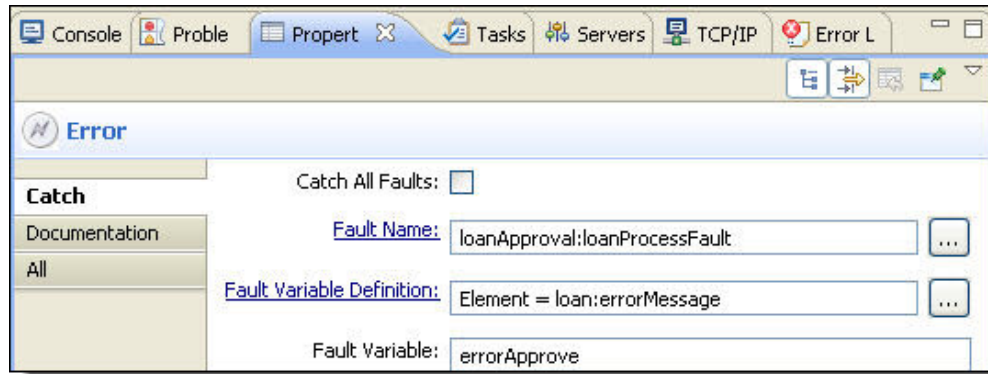 Console Proble Propert Tasks Servers TCP/IP Error L
Error
Catch All Faults:
Catch
Fault Name: loanApproval:loanProcessFault ...
Documentation
All
Fault Variable Definition: Element = loan:errorMessage ...
Fault Variable: errorApprove